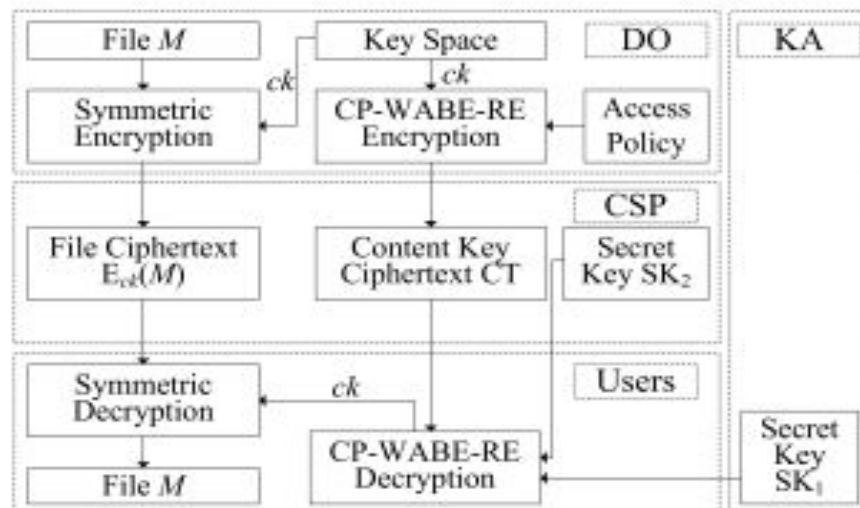 File M
Key Space
DO
KA
ck
ck
Symmetric
Encryption
CP-WABE-RE
Encryption
Access
Policy
CSP
File Ciphertext
E_ck(M)
Content Key
Ciphertext CT
Secret
Key SK₂
Users
Symmetric
Decryption
ck
CP-WABE-RE
Decryption
Secret
Key
SK₁
File M